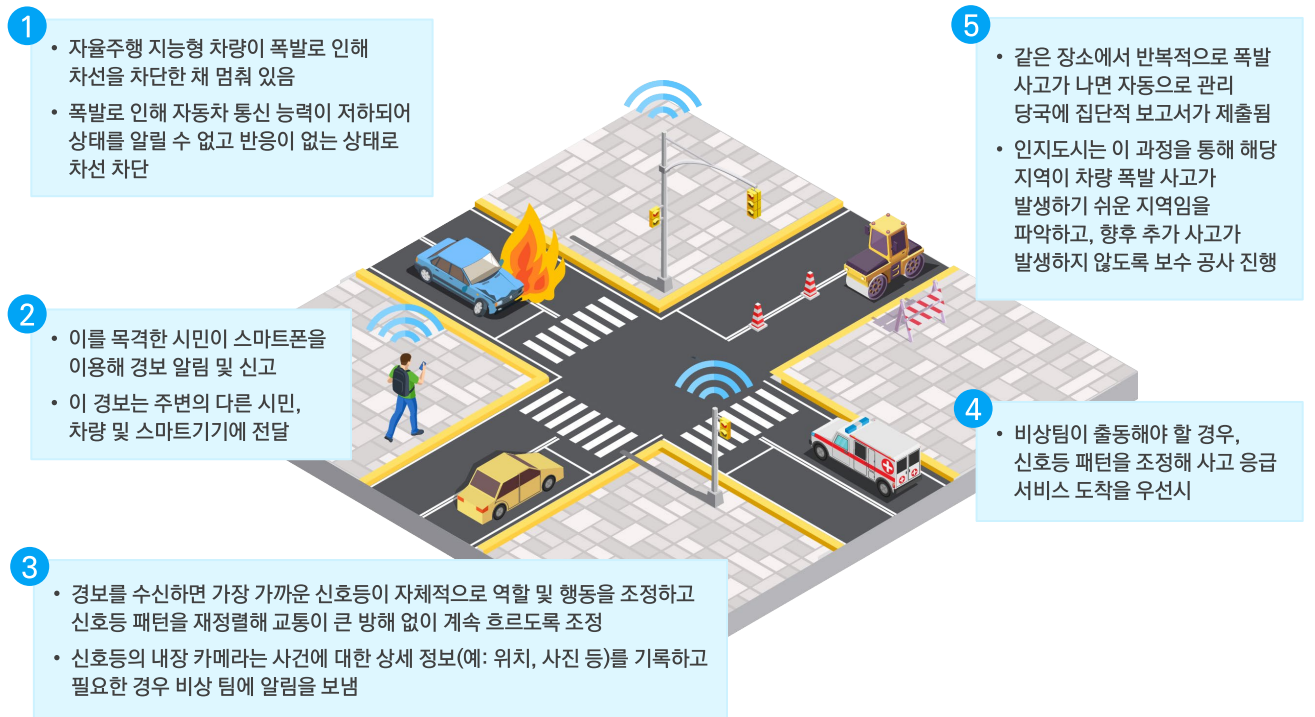 1
• 자율주행 지능형 차량이 폭발로 인해
차선을 차단한 채 멈춰 있음
• 폭발로 인해 자동차 통신 능력이 저하되어
상태를 알릴 수 없고 반응이 없는 상태로
차선 차단
2
• 이를 목격한 시민이 스마트폰을
이용해 경보 알림 및 신고
• 이 경보는 주변의 다른 시민,
차량 및 스마트기기에 전달
3
• 경보를 수신하면 가장 가까운 신호등이 자체적으로 역할 및 행동을 조정하고
신호등 패턴을 재정렬해 교통이 큰 방해 없이 계속 흐르도록 조정
• 신호등의 내장 카메라는 사건에 대한 상세 정보(예: 위치, 사진 등)를 기록하고
필요한 경우 비상 팀에 알림을 보냄
4
• 비상팀이 출동해야 할 경우,
신호등 패턴을 조정해 사고 응급
서비스 도착을 우선시
5
• 같은 장소에서 반복적으로 폭발
사고가 나면 자동으로 관리
당국에 집단적 보고서가 제출됨
• 인지도시는 이 과정을 통해 해당
지역이 차량 폭발 사고가
발생하기 쉬운 지역임을
파악하고, 향후 추가 사고가
발생하지 않도록 보수 공사 진행